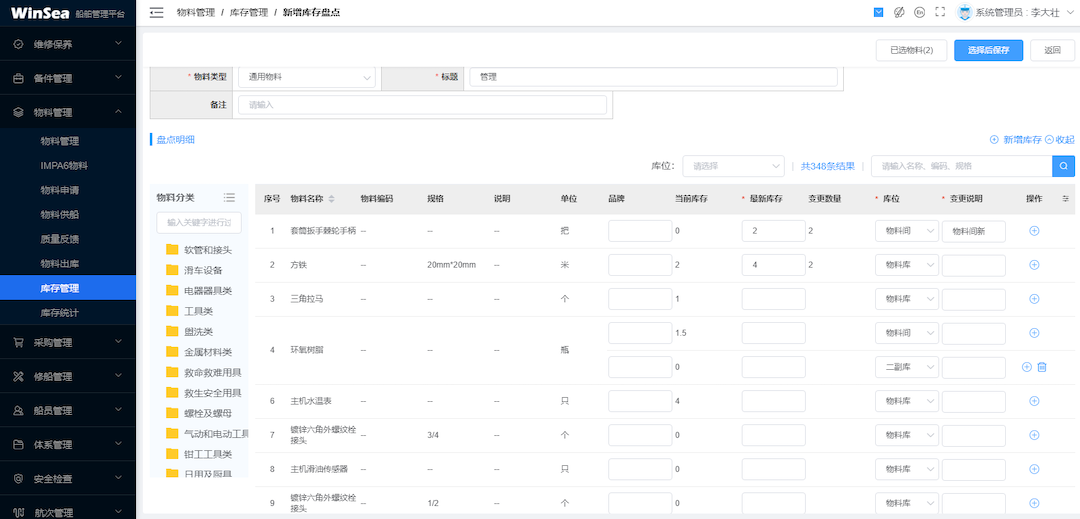 WinSea 船舶管理平台
物料管理 / 库存管理 / 新增库存盘点
En 系统管理员 : 李大壮
维修保养
备件管理
物料管理
物料管理
IMPA6物料
物料申请
物料供船
质量反馈
物料出库
库存管理
库存统计
采购管理
修船管理
船员管理
体系管理
安全检查
航次管理
已选物料(2) 选择后保存 返回
* 物料类型 通用物料 * 标题 管理
备注 请输入
盘点明细 新增库存 收起
库位: 请选择 共348条结果 请输入名称、编码、规格
物料分类
输入关键字进行过
软管和接头
滑车设备
电器器具类
工具类
盥洗类
金属材料类
救命救难用具
救生安全用具
螺栓及螺母
气动和电动工具
钳工工具类
日用及厨具
序号 物料名称 物料编码 规格 说明 单位 品牌 当前库存 * 最新库存 变更数量 * 库位 * 变更说明 操作
1 套筒扳手棘轮手柄 -- -- -- 把 0 2 2 物料间 物料间新
2 方铁 -- 20mm*20mm -- 米 2 4 2 物料库
3 三角拉马 -- -- -- 个 1 物料库
4 环氧树脂 -- -- -- 瓶 1.5 物料间
0 二副库
6 主机水温表 -- -- -- 只 4 物料库
7 镀锌六角外螺纹栓接头 -- 3/4 -- 个 0 物料库
8 主机滑油传感器 -- -- -- 只 0 物料库
9 镀锌六角外螺纹栓接头 -- 1/2 -- 个 0 物料库